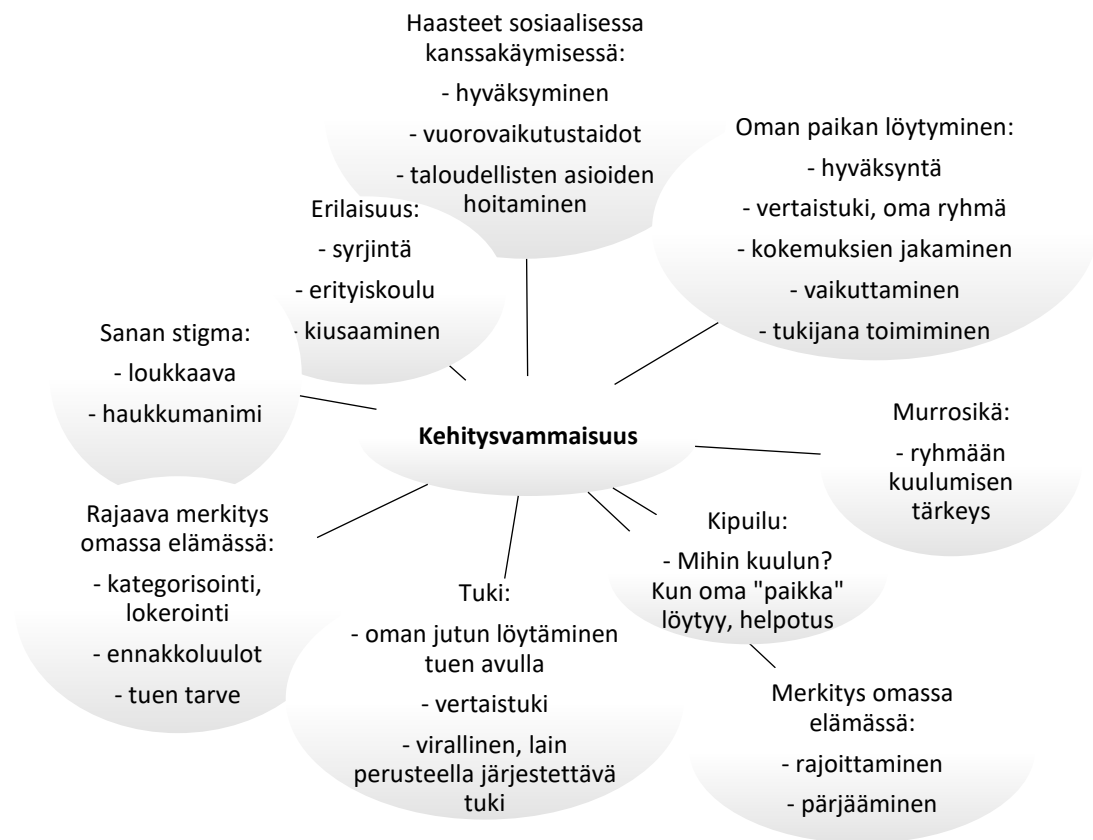 Haasteet sosiaalisessa
kanssakäymisessä:
- hyväksyminen
- vuorovaikutustaidot
- taloudellisten asioiden
hoitaminen
Oman paikan löytyminen:
- hyväksyntä
- vertaistuki, oma ryhmä
- kokemuksien jakaminen
- vaikuttaminen
- tukijana toimiminen
Erilaisuus:
- syrjintä
- erityiskoulu
- kiusaaminen
Sanan stigma:
- loukkaava
- haukkumanimi
Kehitysvammaisuus
Murrosikä:
- ryhmään
kuulumisen
tärkeys
Rajaava merkitys
omassa elämässä:
- kategorisointi,
lokerointi
- ennakkoluulot
- tuen tarve
Tuki:
- oman jutun löytäminen
tuen avulla
- vertaistuki
- virallinen, lain
perusteella järjestettävä
tuki
Kipuilu:
- Mihin kuulun?
Kun oma "paikka"
löytyy, helpotus
Merkitys omassa
elämässä:
- rajoittaminen
- pärjääminen